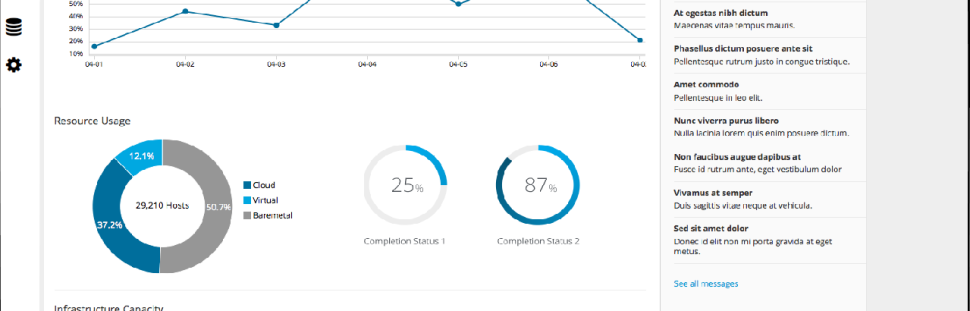 50%
40%
30%
20%
10%
04-01
04-02
04-03
04-04
04-05
04-06
Resource Usage
12.1%
50.7%
37.2%
29,210 Hosts
Cloud
Virtual
Baremetal
25%
Completion Status 1
87%
Completion Status 2
Infrastructure Capacity
At egestas nibh dictum
Maecenas vitae tempus mauris.
Phasellus dictum posuere ante sit
Pellentesque rutrum justo in congue tristique.
Amet commodo
Pellentesque in leo elit.
Nunc viverra purus libero
Nulla lacinia lorem quis enim posuere dictum.
Non faucibus augue dapibus at
Fusce id rutrum ante, eget vestibulum dolor
Vivamus at semper
Duis sagittis vitae neque at vehicula.
Sed sit amet dolor
Donec id elit non mi porta gravida at eget
metus.
See all messages